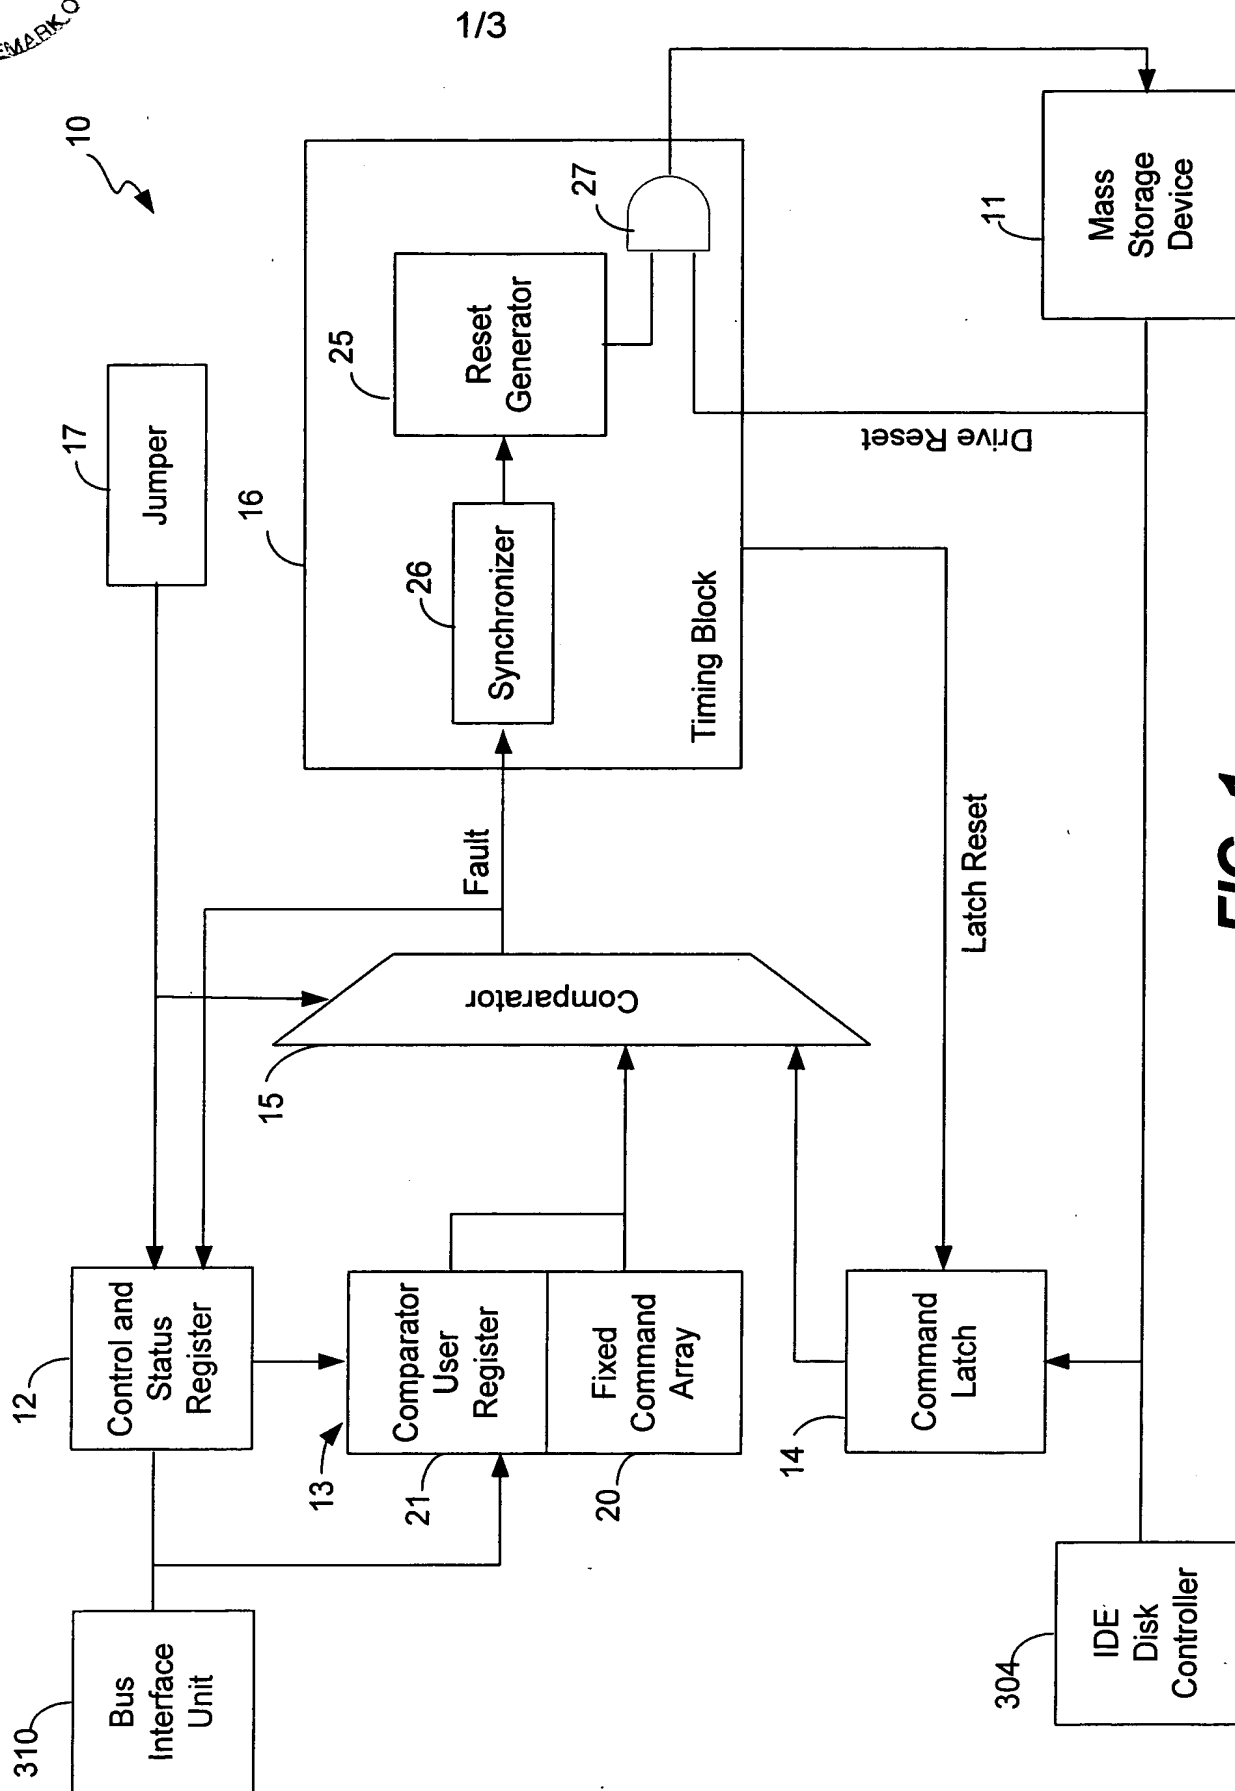 1/3
10
17
Jumper
16
25
Reset
Generator
27
26
Synchronizer
Timing Block
11
Mass
Storage
Device
Drive Reset
Fault
Latch Reset
15
Comparator
12
Control and
Status
Register
13
Comparator
User
Register
21
Fixed
Command
Array
20
14
Command
Latch
310
Bus
Interface
Unit
304
IDE
Disk
Controller